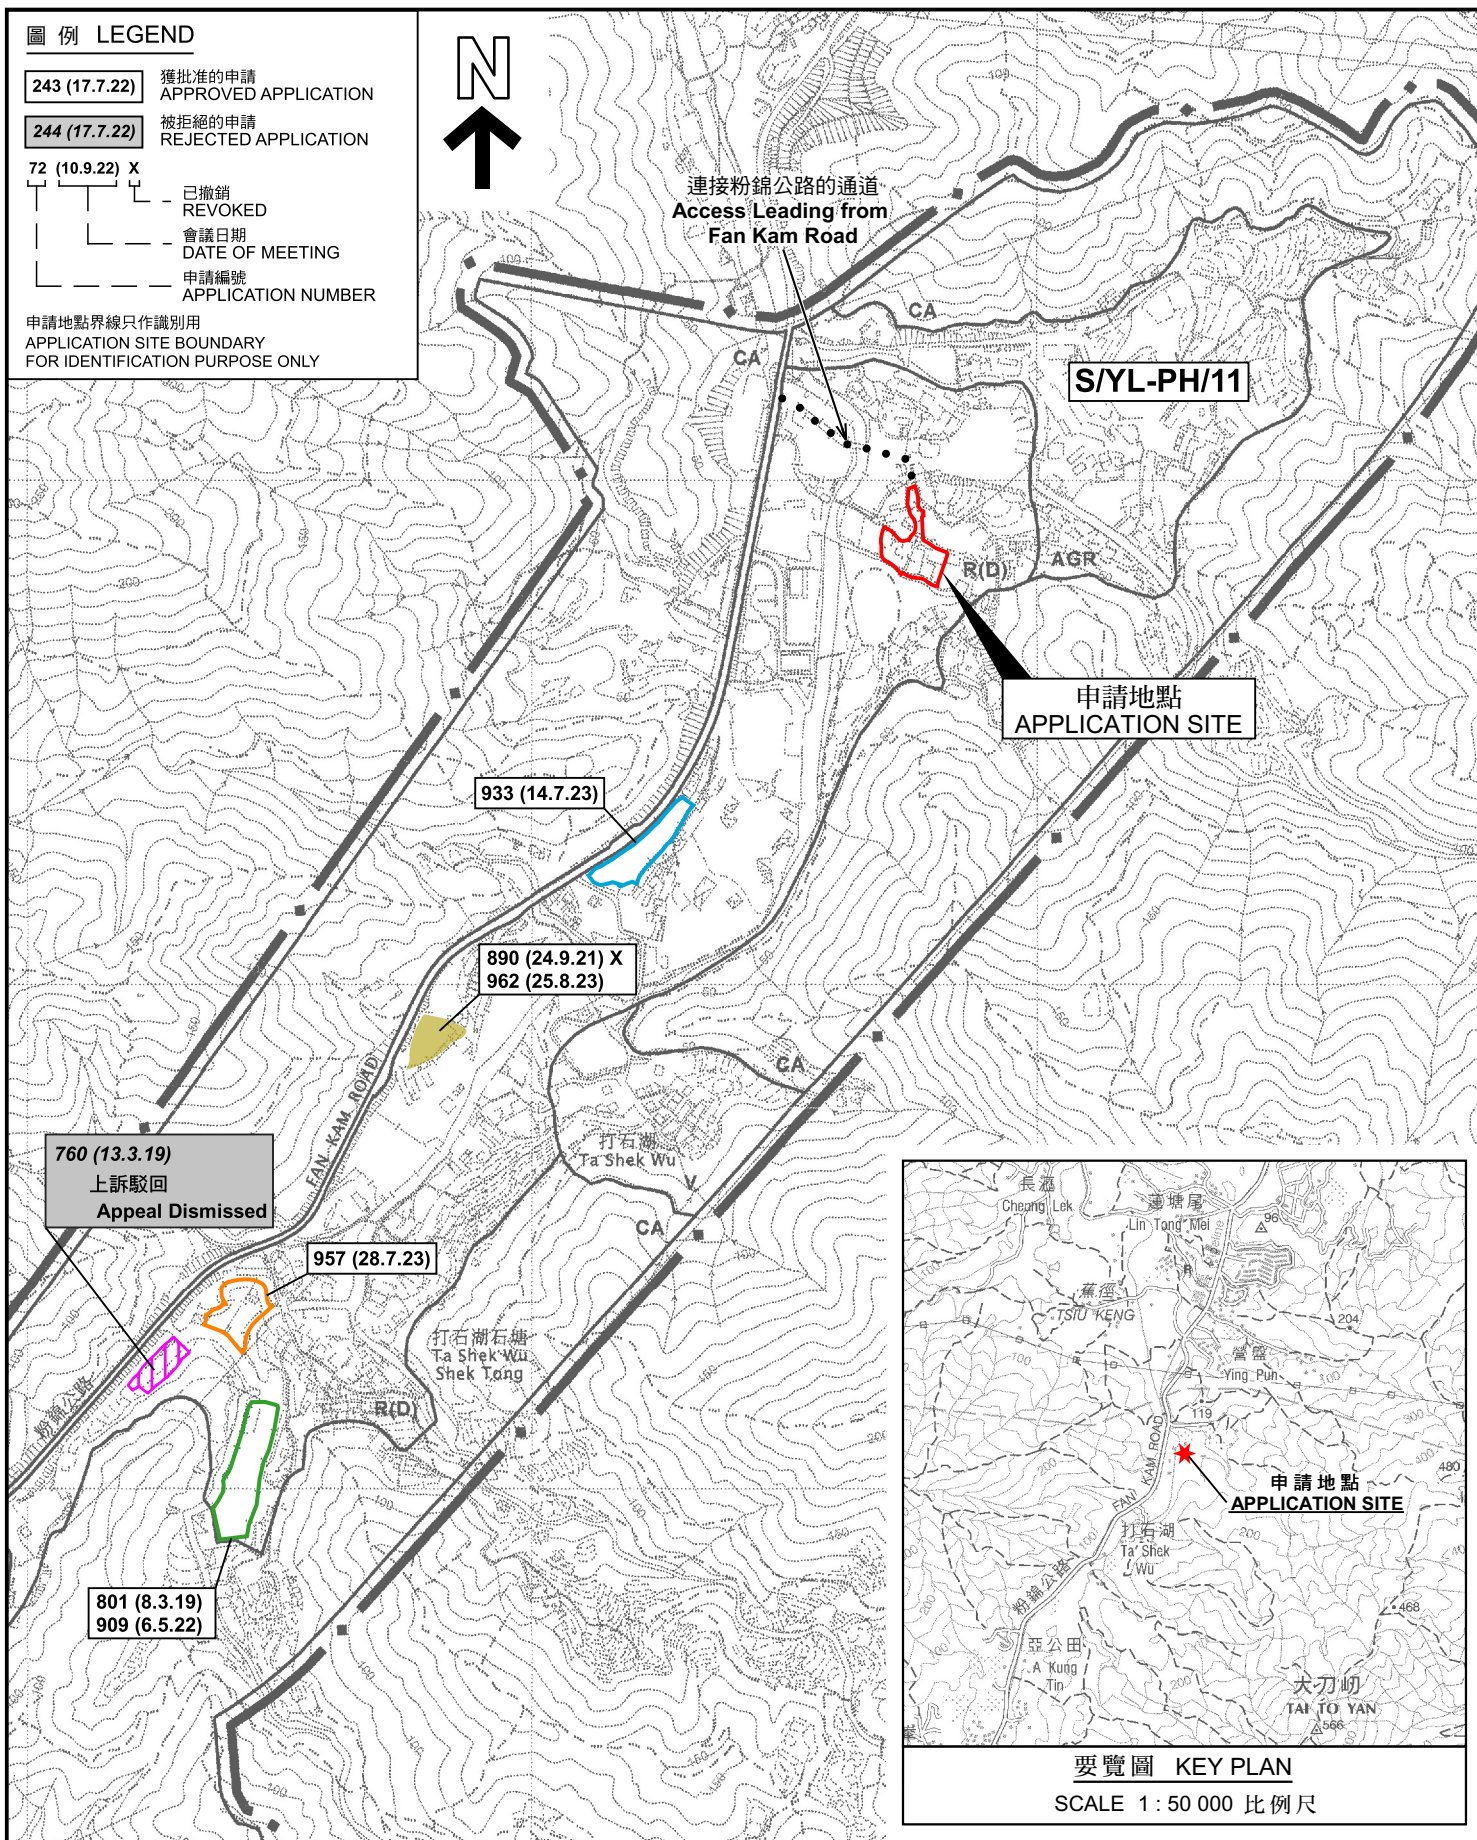 圖 例 LEGEND
243 (17.7.22)
獲批准的申請
APPROVED APPLICATION
244 (17.7.22)
被拒絕的申請
REJECTED APPLICATION
72 (10.9.22) X
已撤銷
REVOKED
會議日期
DATE OF MEETING
申請編號
APPLICATION NUMBER
申請地點界線只作識別用
APPLICATION SITE BOUNDARY
FOR IDENTIFICATION PURPOSE ONLY
N
連接粉錦公路的通道
Access Leading from
Fan Kam Road
CA
CA
S/YL-PH/11
R(D)
AGR
申請地點
APPLICATION SITE
933 (14.7.23)
890 (24.9.21) X
962 (25.8.23)
FAN KAM ROAD
CA
打石湖
Ta Shek Wu
V
CA
760 (13.3.19)
上訴駁回
Appeal Dismissed
957 (28.7.23)
打石湖石塘
Ta Shek Wu
Shek Tong
粉錦公路
R(D)
801 (8.3.19)
909 (6.5.22)
長瀝
Cheung Lek
蓮塘尾
Lin Tong Mei
96
蕉徑
TSIU KENG
204
營盤
Ying Pun
119
300
400
480
200
FAN KAM ROAD
申請地點
APPLICATION SITE
打石湖
Ta Shek
Wu
100
200
粉錦公路
468
亞公田
A Kung
Tin
200
大刀屻
TAI TO YAN
566
要覽圖 KEY PLAN
SCALE 1 : 50 000 比例尺